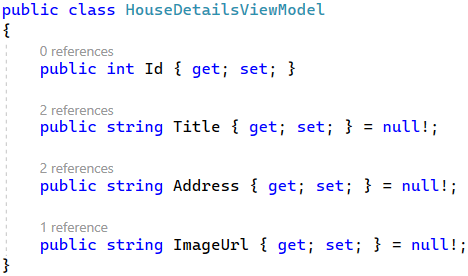 public class HouseDetailsViewModel
{
0 references
public int Id { get; set; }
2 references
public string Title { get; set; } = null!;
2 references
public string Address { get; set; } = null!;
1 reference
public string ImageUrl { get; set; } = null!;
}